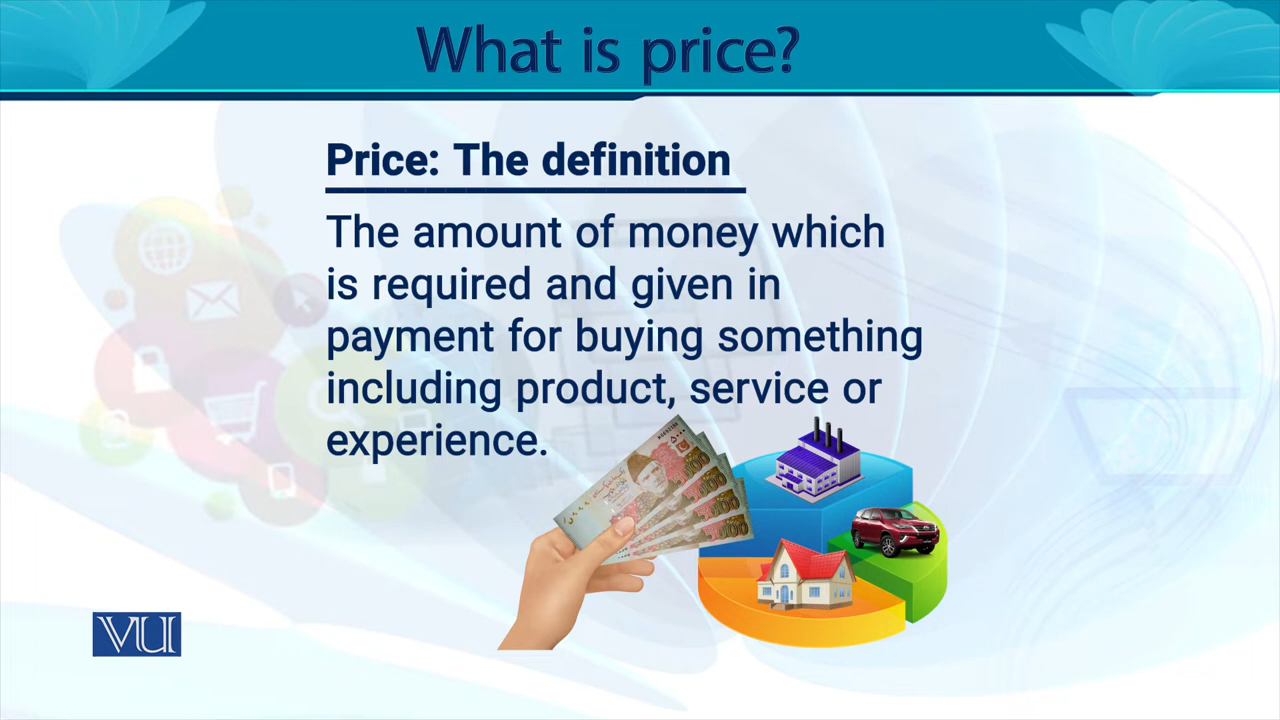 What is price?
Price: The definition
The amount of money which
is required and given in
payment for buying something
including product, service or
experience.
VU